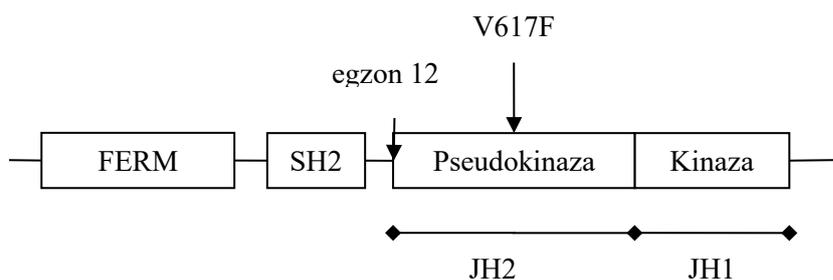 V617F
egzon 12
FERM
SH2
Pseudokinaza
Kinaza
JH2
JH1